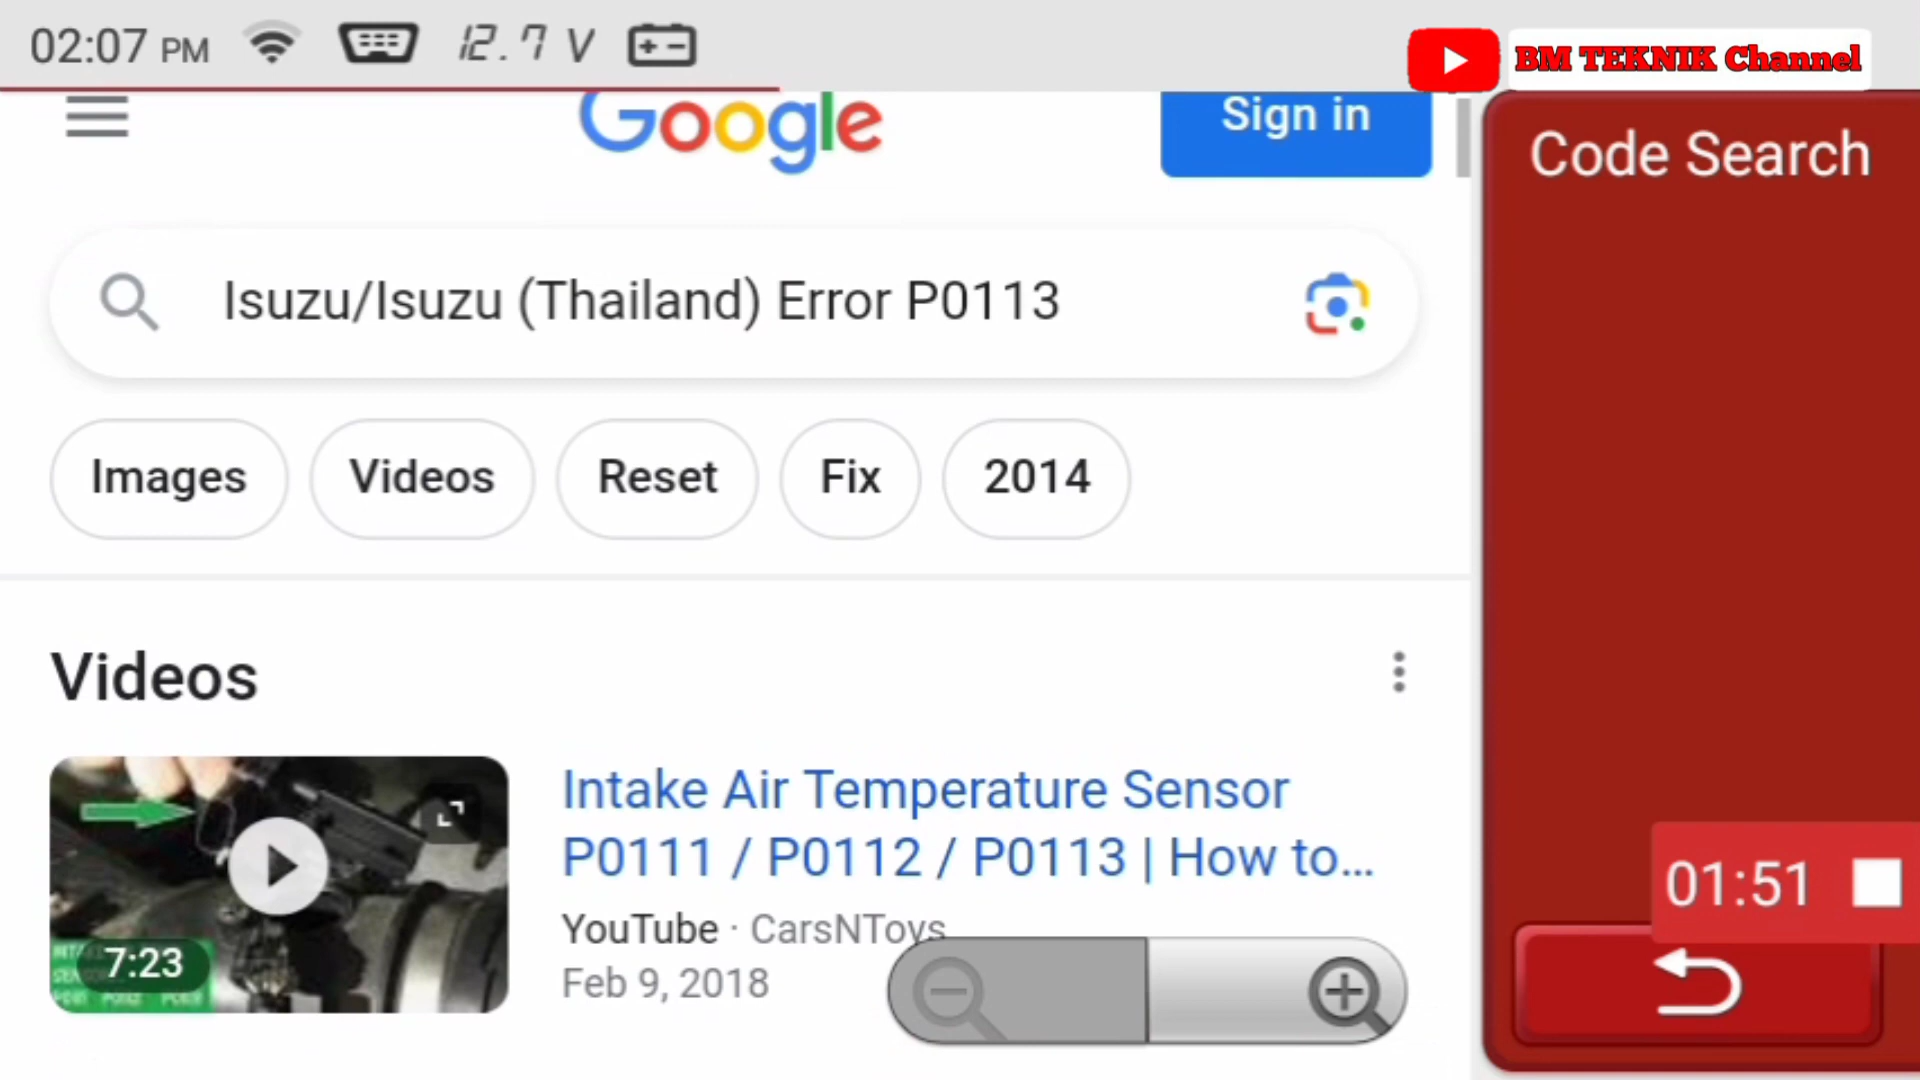 02:07 PM 12.7 V
BM TEKNIK Channel
Google
Sign in
Code Search
Isuzu/Isuzu (Thailand) Error P0113
Images Videos Reset Fix 2014
Videos
Intake Air Temperature Sensor
P0111 / P0112 / P0113 | How to...
YouTube · CarsNToys
Feb 9, 2018
7:23
01:51